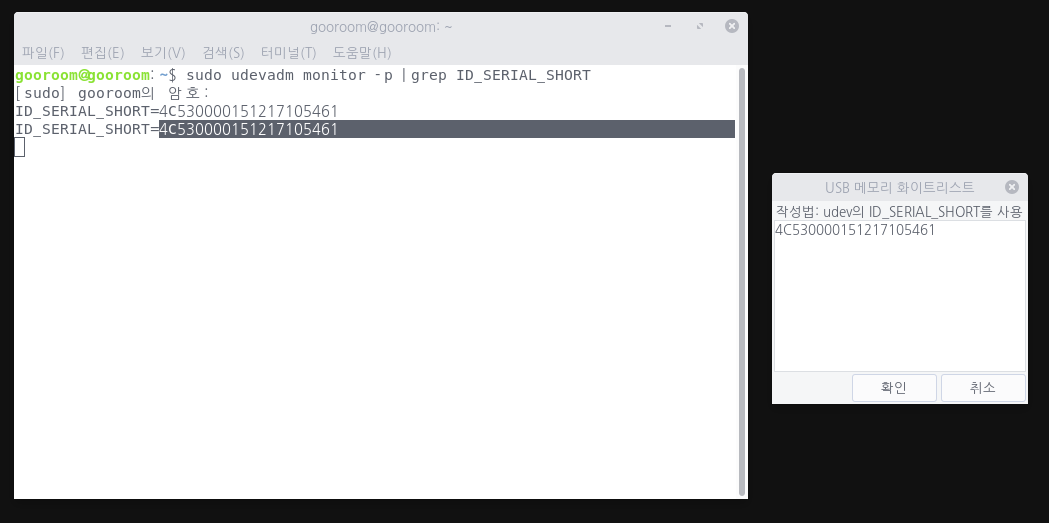 gooroom@gooroom: ~
파일(F) 편집(E) 보기(V) 검색(S) 터미널(T) 도움말(H)
gooroom@gooroom: ~$ sudo udevadm monitor -p |grep ID_SERIAL_SHORT
[sudo] gooroom의 암호:
ID_SERIAL_SHORT=4C530000151217105461
ID_SERIAL_SHORT=4C530000151217105461
USB 메모리 화이트리스트
작성법: udev의 ID_SERIAL_SHORT를 사용
4C530000151217105461
확인 취소